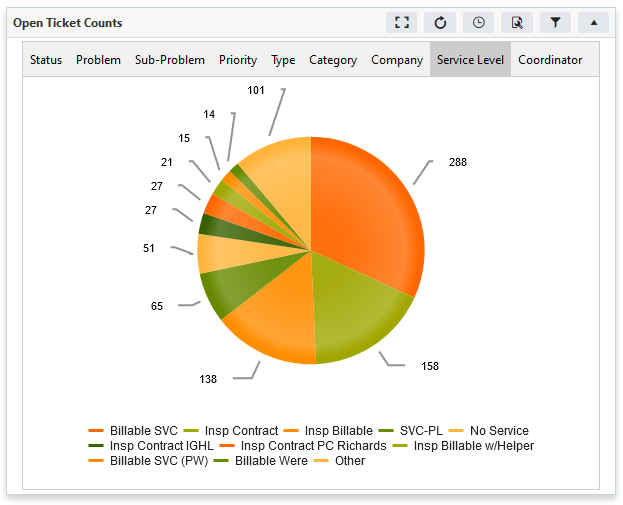 Open Ticket Counts
Status Problem Sub-Problem Priority Type Category Company Service Level Coordinator
101
14
15
21
27
27
51
65
138
288
158
Billable SVC Insp Contract Insp Billable SVC-PL No Service
Insp Contract IGHL Insp Contract PC Richards Insp Billable w/Helper
Billable SVC (PW) Billable Were Other